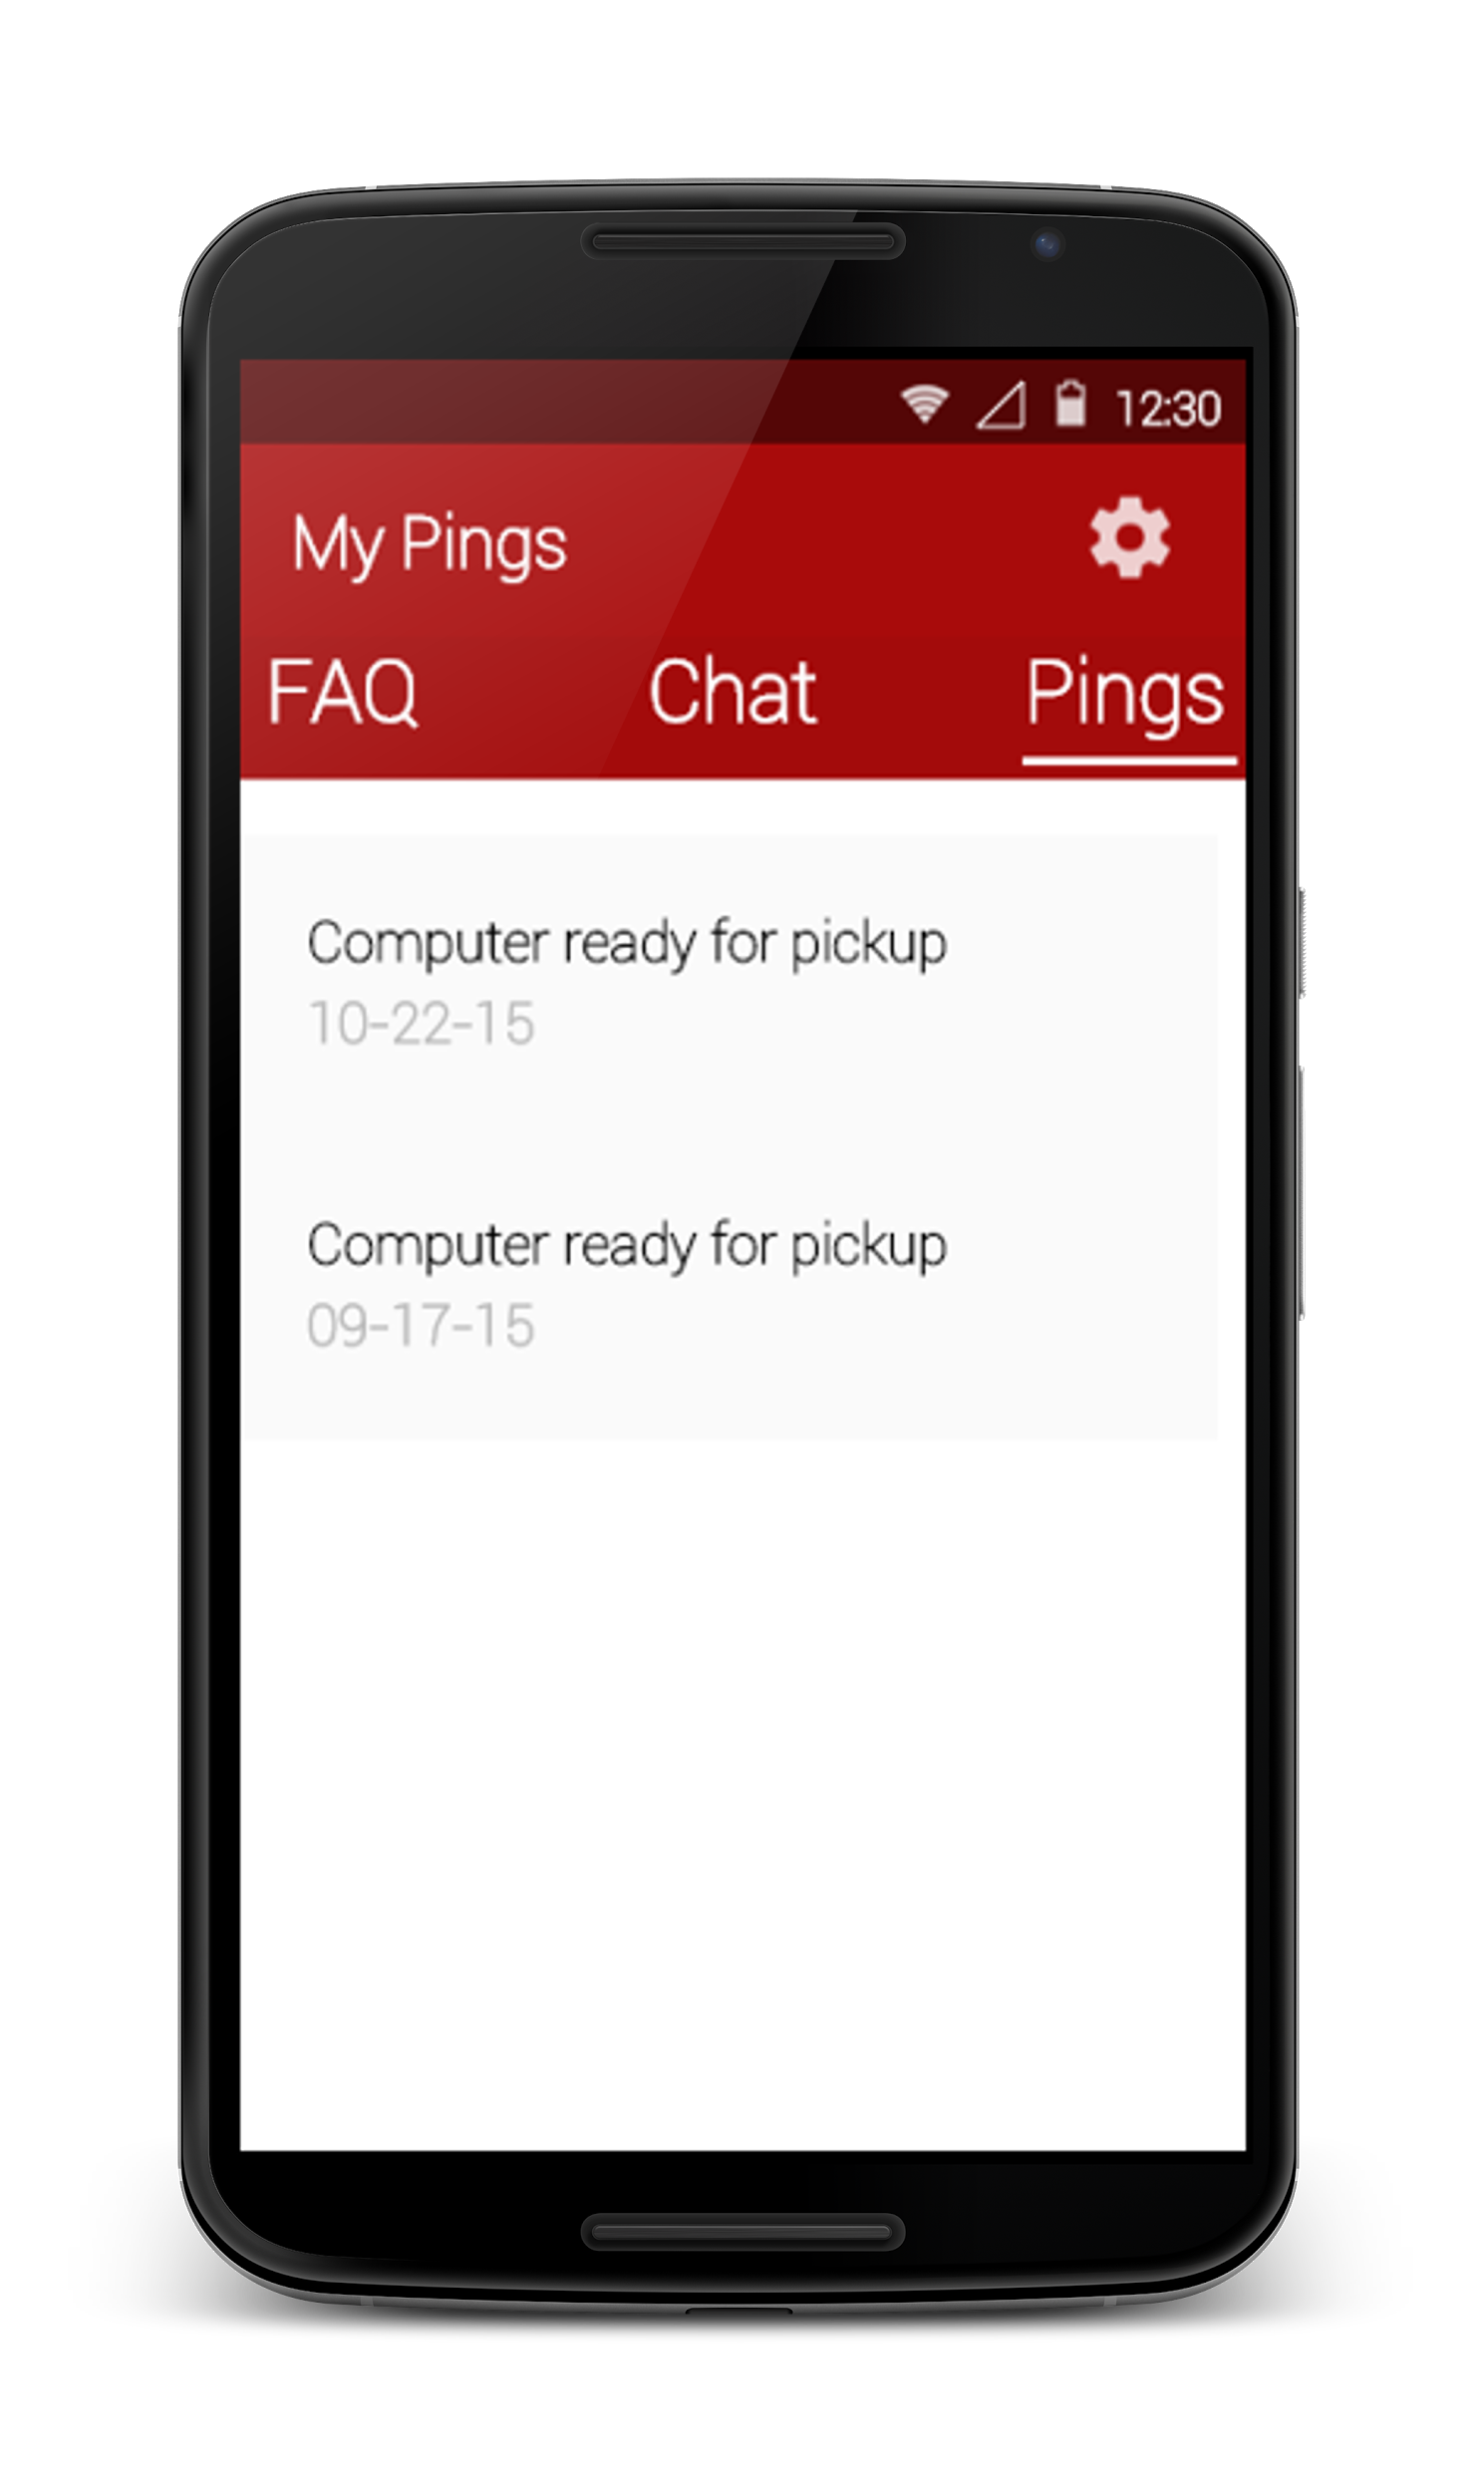 12:30
My Pings
FAQ Chat Pings
Computer ready for pickup
10-22-15
Computer ready for pickup
09-17-15